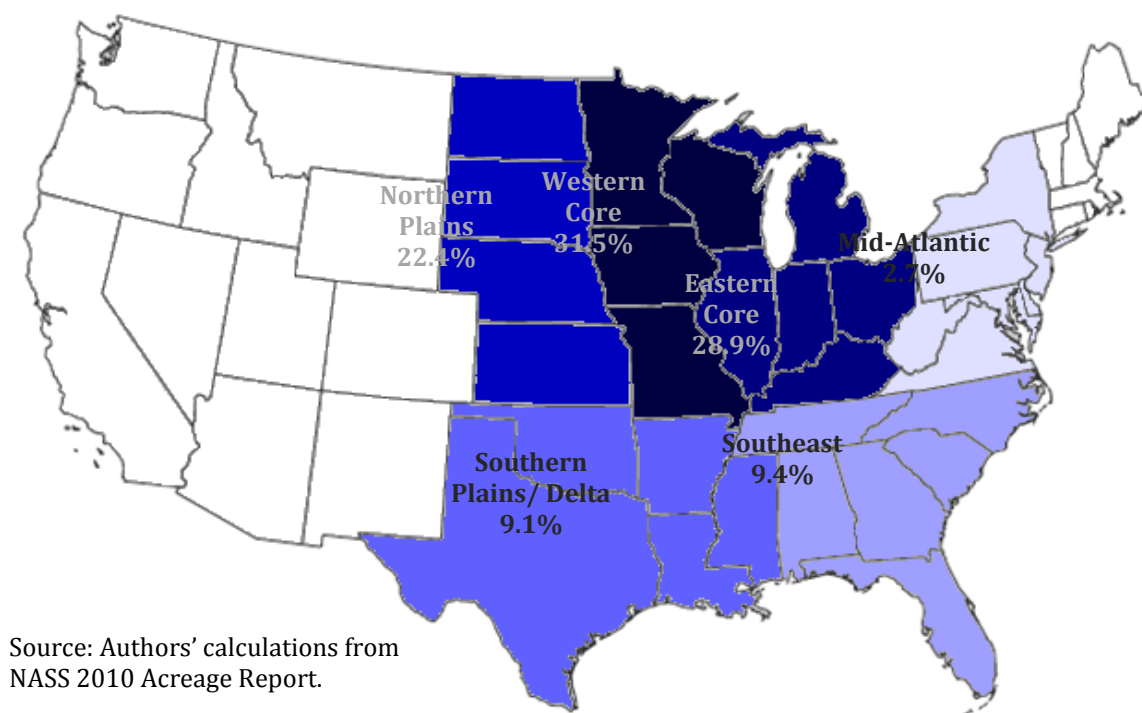 Northern
Plains
22.4%
Western
Core
31.5%
Eastern
Core
28.9%
Mid-Atlantic
2.7%
Southern
Plains/ Delta
9.1%
Southeast
9.4%
Source: Authors’ calculations from
NASS 2010 Acreage Report.